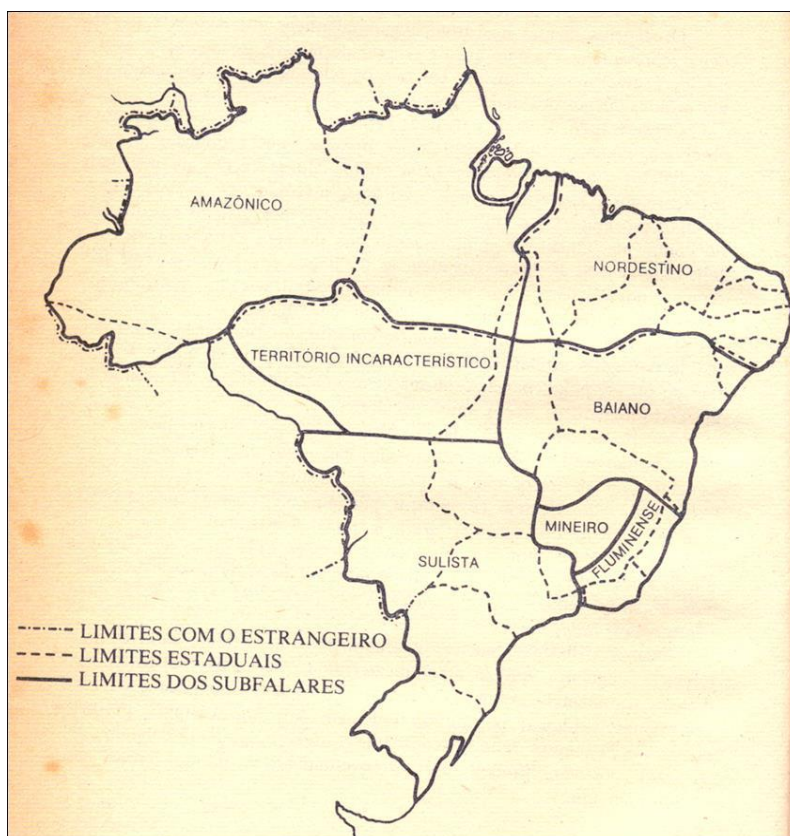 AMAZÔNICO
NORDESTINO
TERRITÓRIO INCARACTERÍSTICO
BAIANO
MINEIRO
FLUMINENSE
SULISTA
LIMITES COM O ESTRANGEIRO
LIMITES ESTADUAIS
LIMITES DOS SUBFALARES